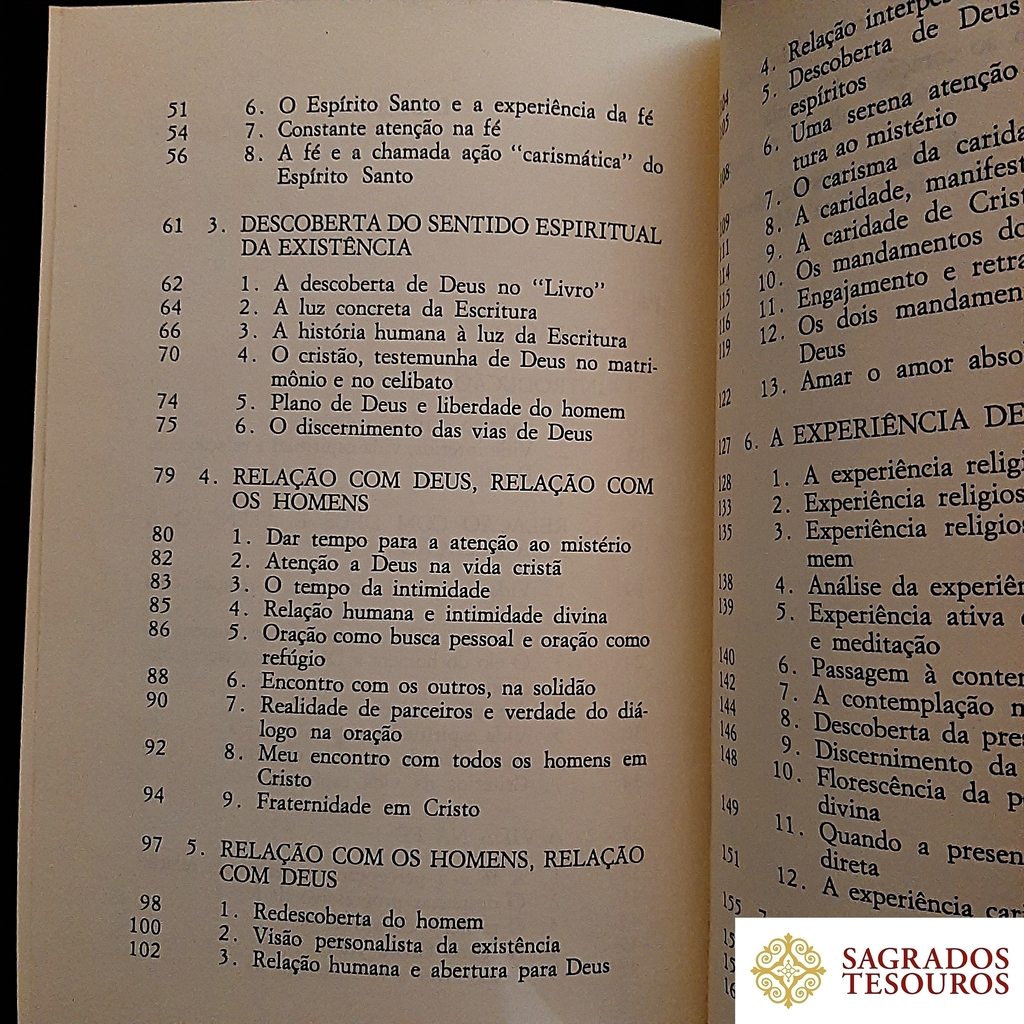 51 6. O Espírito Santo e a experiência da fé
54 7. Constante atenção na fé
56 8. A fé e a chamada ação “carismática” do
Espírito Santo
61 3. DESCOBERTA DO SENTIDO ESPIRITUAL
DA EXISTÊNCIA
62 1. A descoberta de Deus no “Livro”
64 2. A luz concreta da Escritura
66 3. A história humana à luz da Escritura
70 4. O cristão, testemunha de Deus no matri-
mônio e no celibato
74 5. Plano de Deus e liberdade do homem
75 6. O discernimento das vias de Deus
79 4. RELAÇÃO COM DEUS, RELAÇÃO COM
OS HOMENS
80 1. Dar tempo para a atenção ao mistério
82 2. Atenção a Deus na vida cristã
83 3. O tempo da intimidade
85 4. Relação humana e intimidade divina
86 5. Oração como busca pessoal e oração como
refúgio
88 6. Encontro com os outros, na solidão
90 7. Realidade de parceiros e verdade do diá-
logo na oração
92 8. Meu encontro com todos os homens em
Cristo
94 9. Fraternidade em Cristo
97 5. RELAÇÃO COM OS HOMENS, RELAÇÃO
COM DEUS
98 1. Redescoberta do homem
100 2. Visão personalista da existência
102 3. Relação humana e abertura para Deus
4. Relação
5. Descoberta de Deus
espíritos
6. Uma serena atenção
tura ao mistério
7. O carisma da
8. A caridade,
9. A caridade de
10. Os mandamentos
11. Engajamento e
12. Os dois
Deus
122 13. Amar o amor
127 6. A EXPERIÊNCIA DE
128 1. A experiência
133 2. Experiência
135 3. Experiência
mem
138 4. Análise da
139 5. Experiência ativa
e meditação
140 6. Passagem à
142 7. A contemplação
144 8. Descoberta da
146 9. Discernimento da
148 10. Florescência da
divina
149 11. Quando a
direta
151 12. A experiência
155
SAGRADOS
TESOUROS